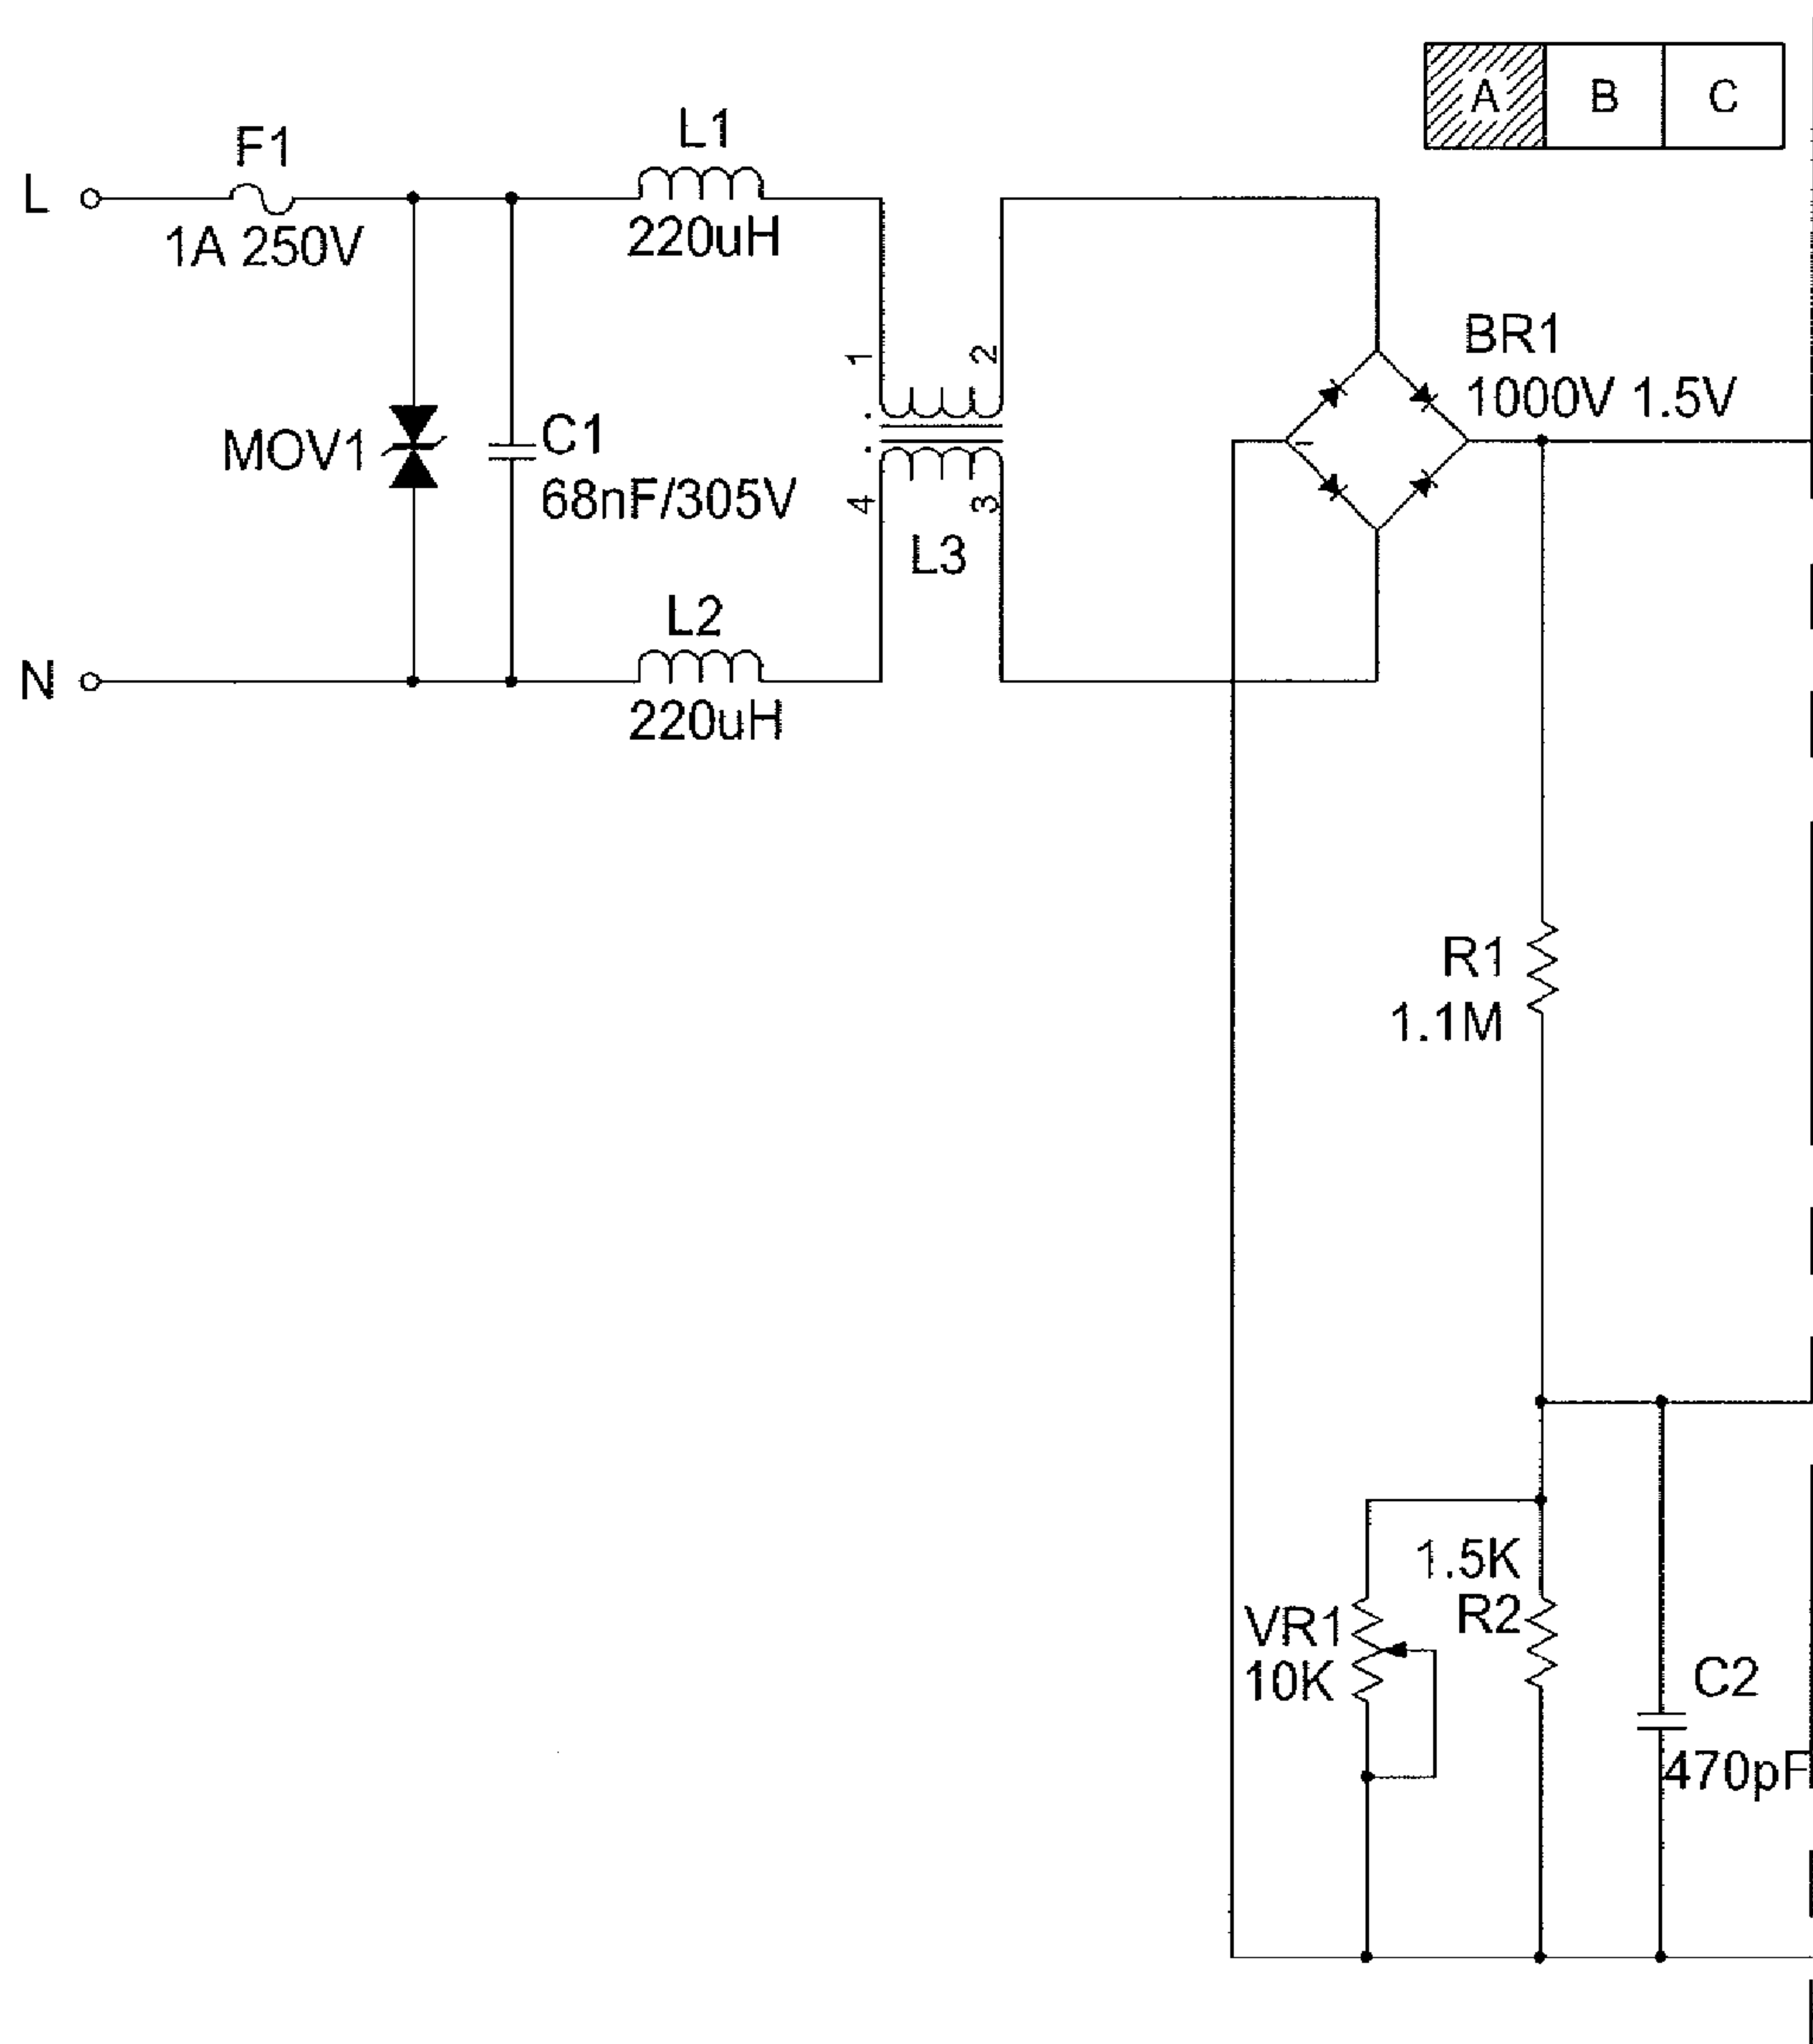 A B C
F1
L1
L
1A 250V
220uH
1
2
BR1
1000V 1.5V
MOV1
C1
68nF/305V
4
3
L3
L2
N
220uH
R1
1.1M
1.5K
VR1
R2
10K
C2
470pF